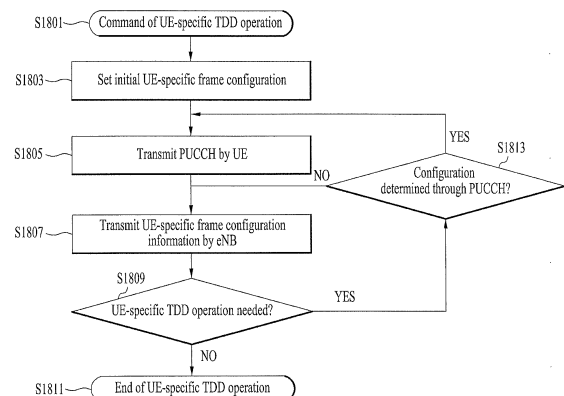 S1801
Command of UE-specific TDD operation
S1803
Set initial UE-specific frame configuration
YES
S1813
S1805
Transmit PUCCH by UE
NO
Configuration
determined through PUCCH?
S1807
Transmit UE-specific frame configuration
information by eNB
S1809
UE-specific TDD operation needed?
YES
NO
S1811
End of UE-specific TDD operation